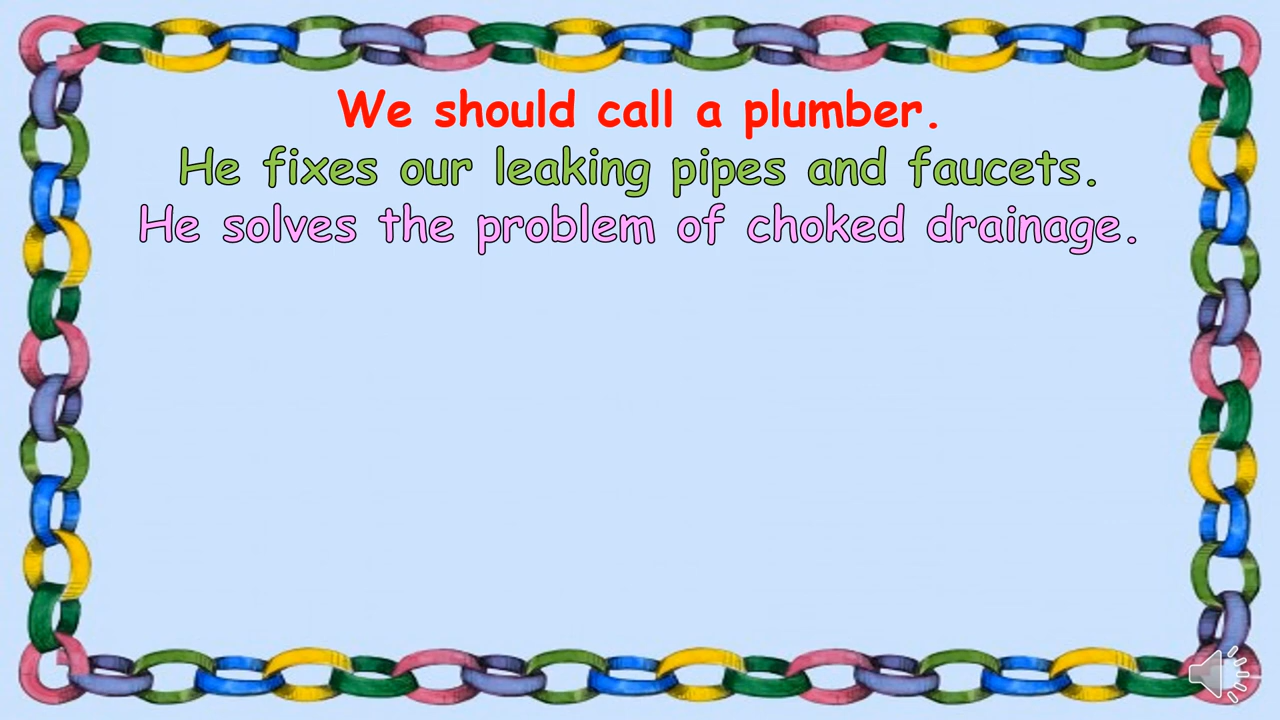 We should call a plumber.
He fixes our leaking pipes and faucets.
He solves the problem of choked drainage.